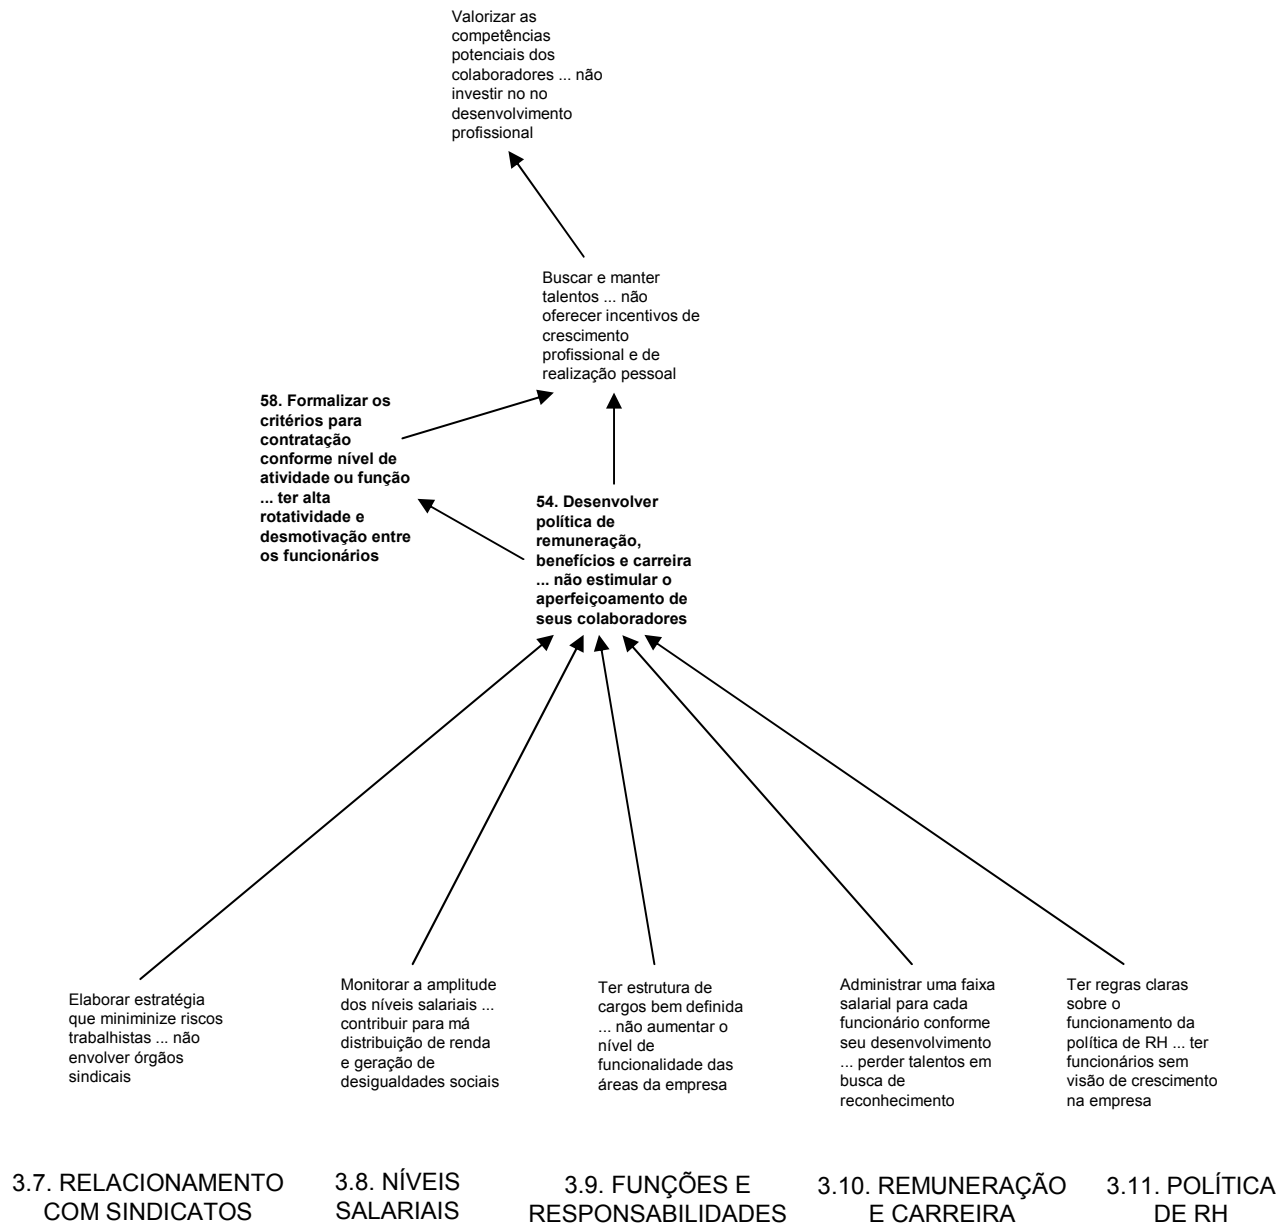 Valorizar as
competências
potenciais dos
colaboradores ... não
investir no no
desenvolvimento
profissional
Buscar e manter
talentos ... não
oferecer incentivos de
crescimento
profissional e de
realização pessoal
58. Formalizar os
critérios para
contratação
conforme nível de
atividade ou função
... ter alta
rotatividade e
desmotivação entre
os funcionários
54. Desenvolver
política de
remuneração,
benefícios e carreira
... não estimular o
aperfeiçoamento de
seus colaboradores
Elaborar estratégia
que miniminize riscos
trabalhistas ... não
envolver órgãos
sindicais
Monitorar a amplitude
dos níveis salariais ...
contribuir para má
distribuição de renda
e geração de
desigualdades sociais
Ter estrutura de
cargos bem definida
... não aumentar o
nível de
funcionalidade das
áreas da empresa
Administrar uma faixa
salarial para cada
funcionário conforme
seu desenvolvimento
... perder talentos em
busca de
reconhecimento
Ter regras claras
sobre o
funcionamento da
política de RH ... ter
funcionários sem
visão de crescimento
na empresa
3.7. RELACIONAMENTO
COM SINDICATOS
3.8. NÍVEIS
SALARIAIS
3.9. FUNÇÕES E
RESPONSABILIDADES
3.10. REMUNERAÇÃO
E CARREIRA
3.11. POLÍTICA
DE RH